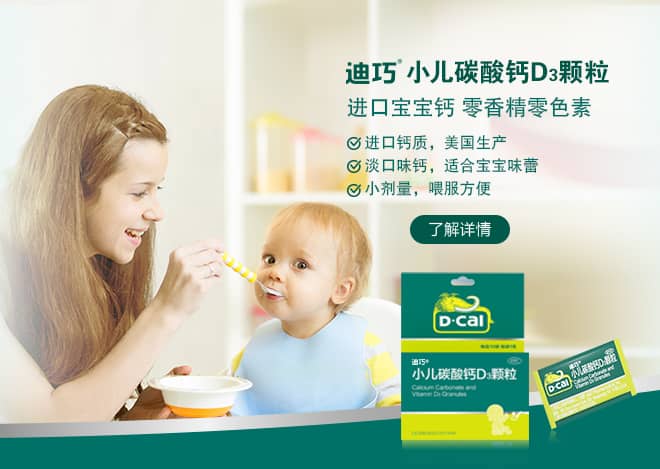 迪巧® 小儿碳酸钙D3颗粒
进口宝宝钙 零香精零色素
进口钙质，美国生产
淡口味钙，适合宝宝味蕾
小剂量，喂服方便
了解详情
D-Cal
迪巧®
小儿碳酸钙D3颗粒
Calcium Carbonate and
Vitamin D3 Granules
D-Cal
迪巧®
小儿碳酸钙D3颗粒
Calcium Carbonate and
Vitamin D3 Granules